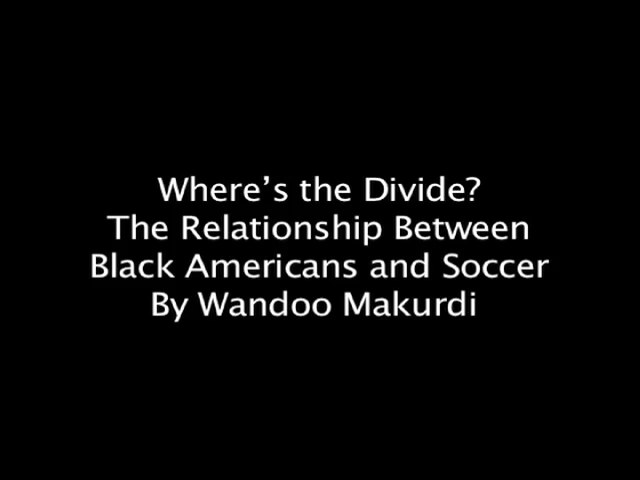 Where’s the Divide?
The Relationship Between
Black Americans and Soccer
By Wandoo Makurdi